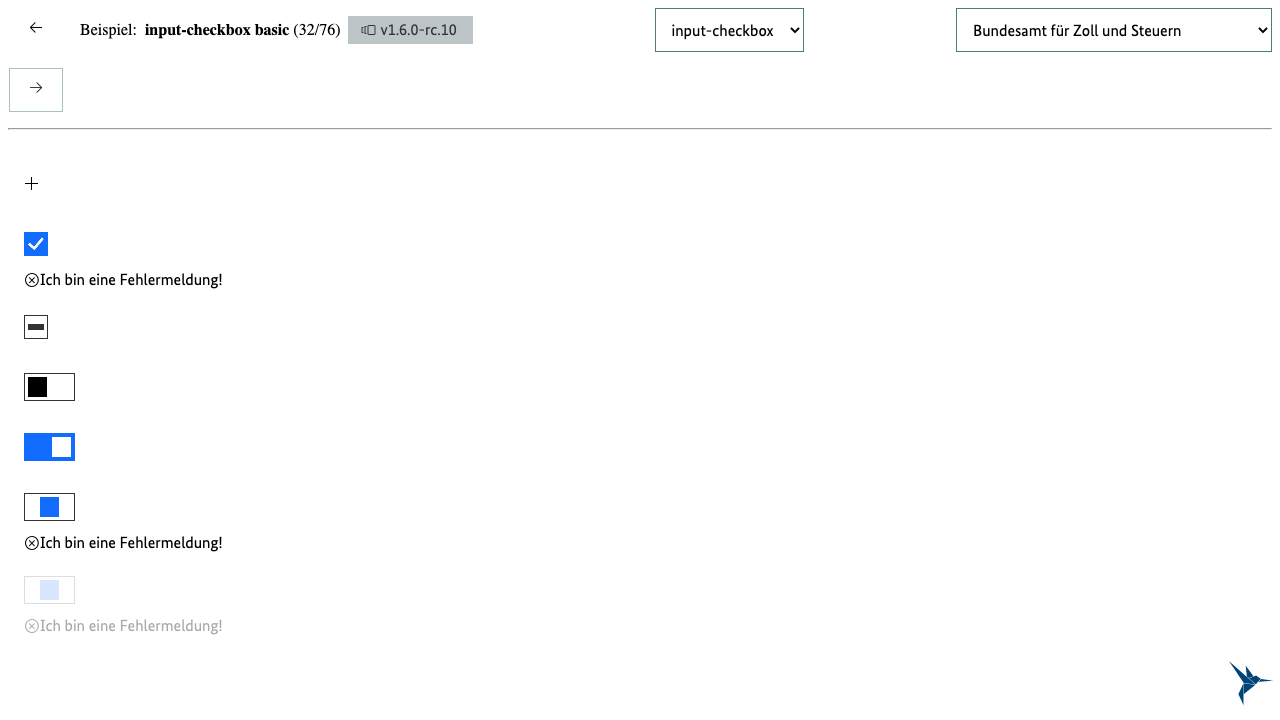 Beispiel: input-checkbox basic (32/76) v1.6.0-rc.10
input-checkbox
Bundesamt für Zoll und Steuern
Ich bin eine Fehlermeldung!
Ich bin eine Fehlermeldung!
Ich bin eine Fehlermeldung!